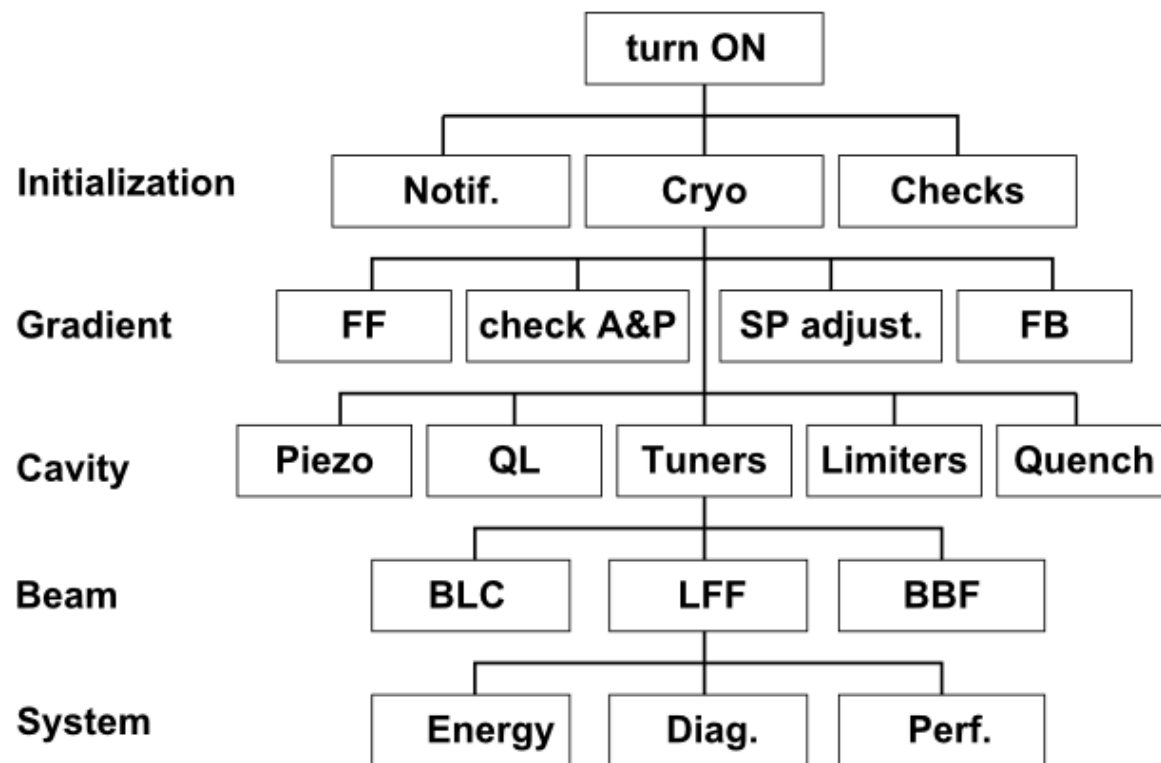 turn ON
Initialization
Notif.
Cryo
Checks
Gradient
FF
check A&P
SP adjust.
FB
Cavity
Piezo
QL
Tuners
Limiters
Quench
Beam
BLC
LFF
BBF
System
Energy
Diag.
Perf.